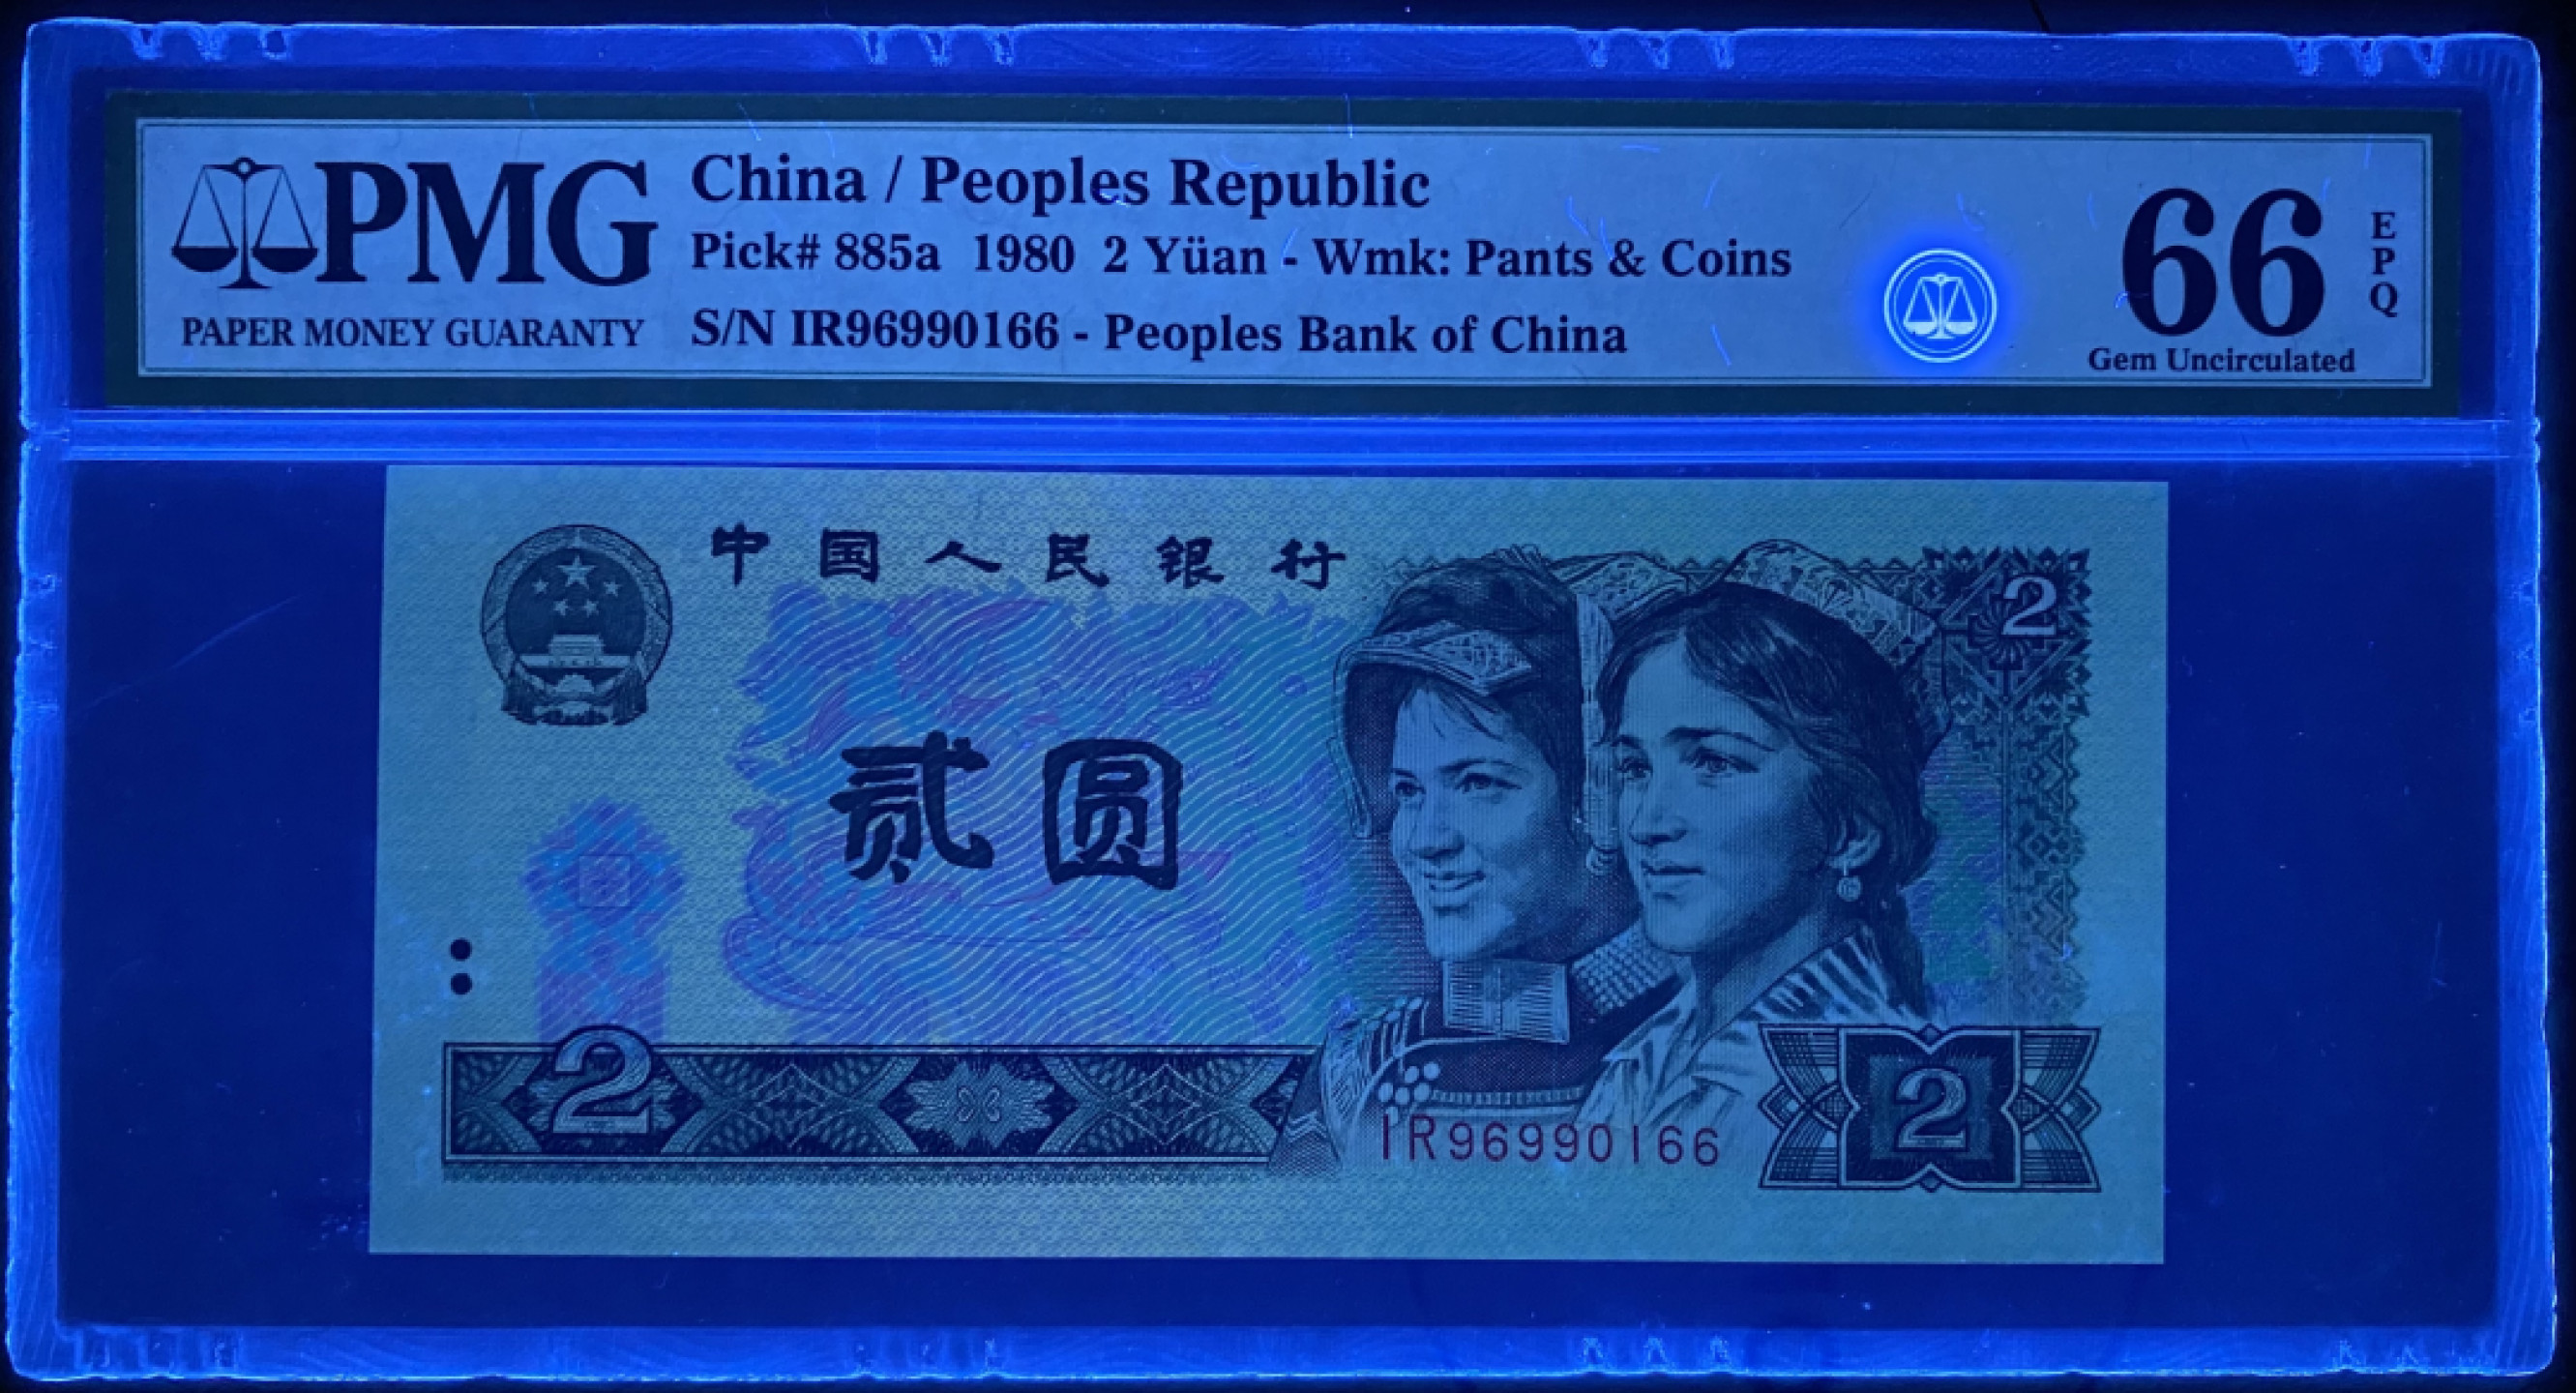 PMG
PAPER MONEY GUARANTY
China / Peoples Republic
Pick# 885a 1980 2 Yüan - Wmk: Pants & Coins
S/N IR96990166 - Peoples Bank of China
66
EPQ
Gem Uncirculated
中国人民银行
2
贰圆
2
2
IR96990166